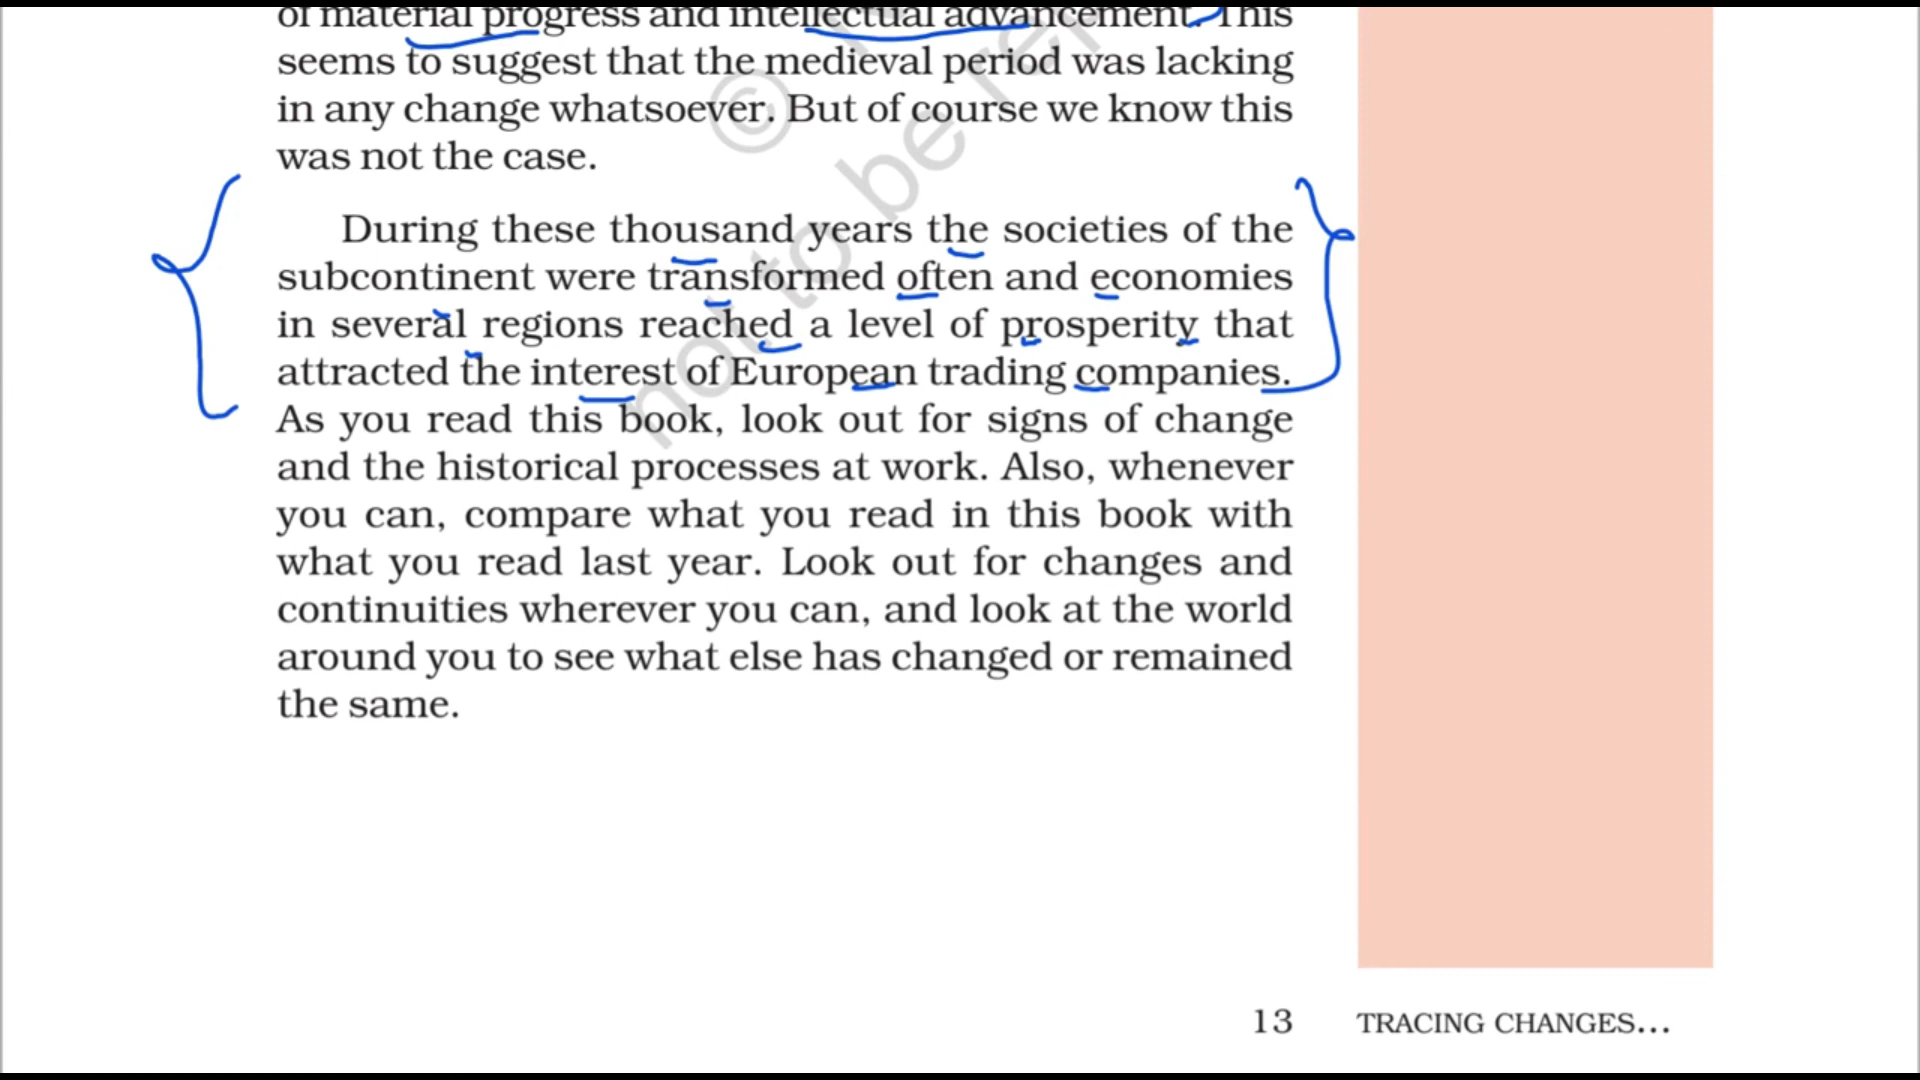 of material progress and intellectual advancement. This
seems to suggest that the medieval period was lacking
in any change whatsoever. But of course we know this
was not the case.
During these thousand years the societies of the
subcontinent were transformed often and economies
in several regions reached a level of prosperity that
attracted the interest of European trading companies.
As you read this book, look out for signs of change
and the historical processes at work. Also, whenever
you can, compare what you read in this book with
what you read last year. Look out for changes and
continuities wherever you can, and look at the world
around you to see what else has changed or remained
the same.
13 TRACING CHANGES...
©
not to be